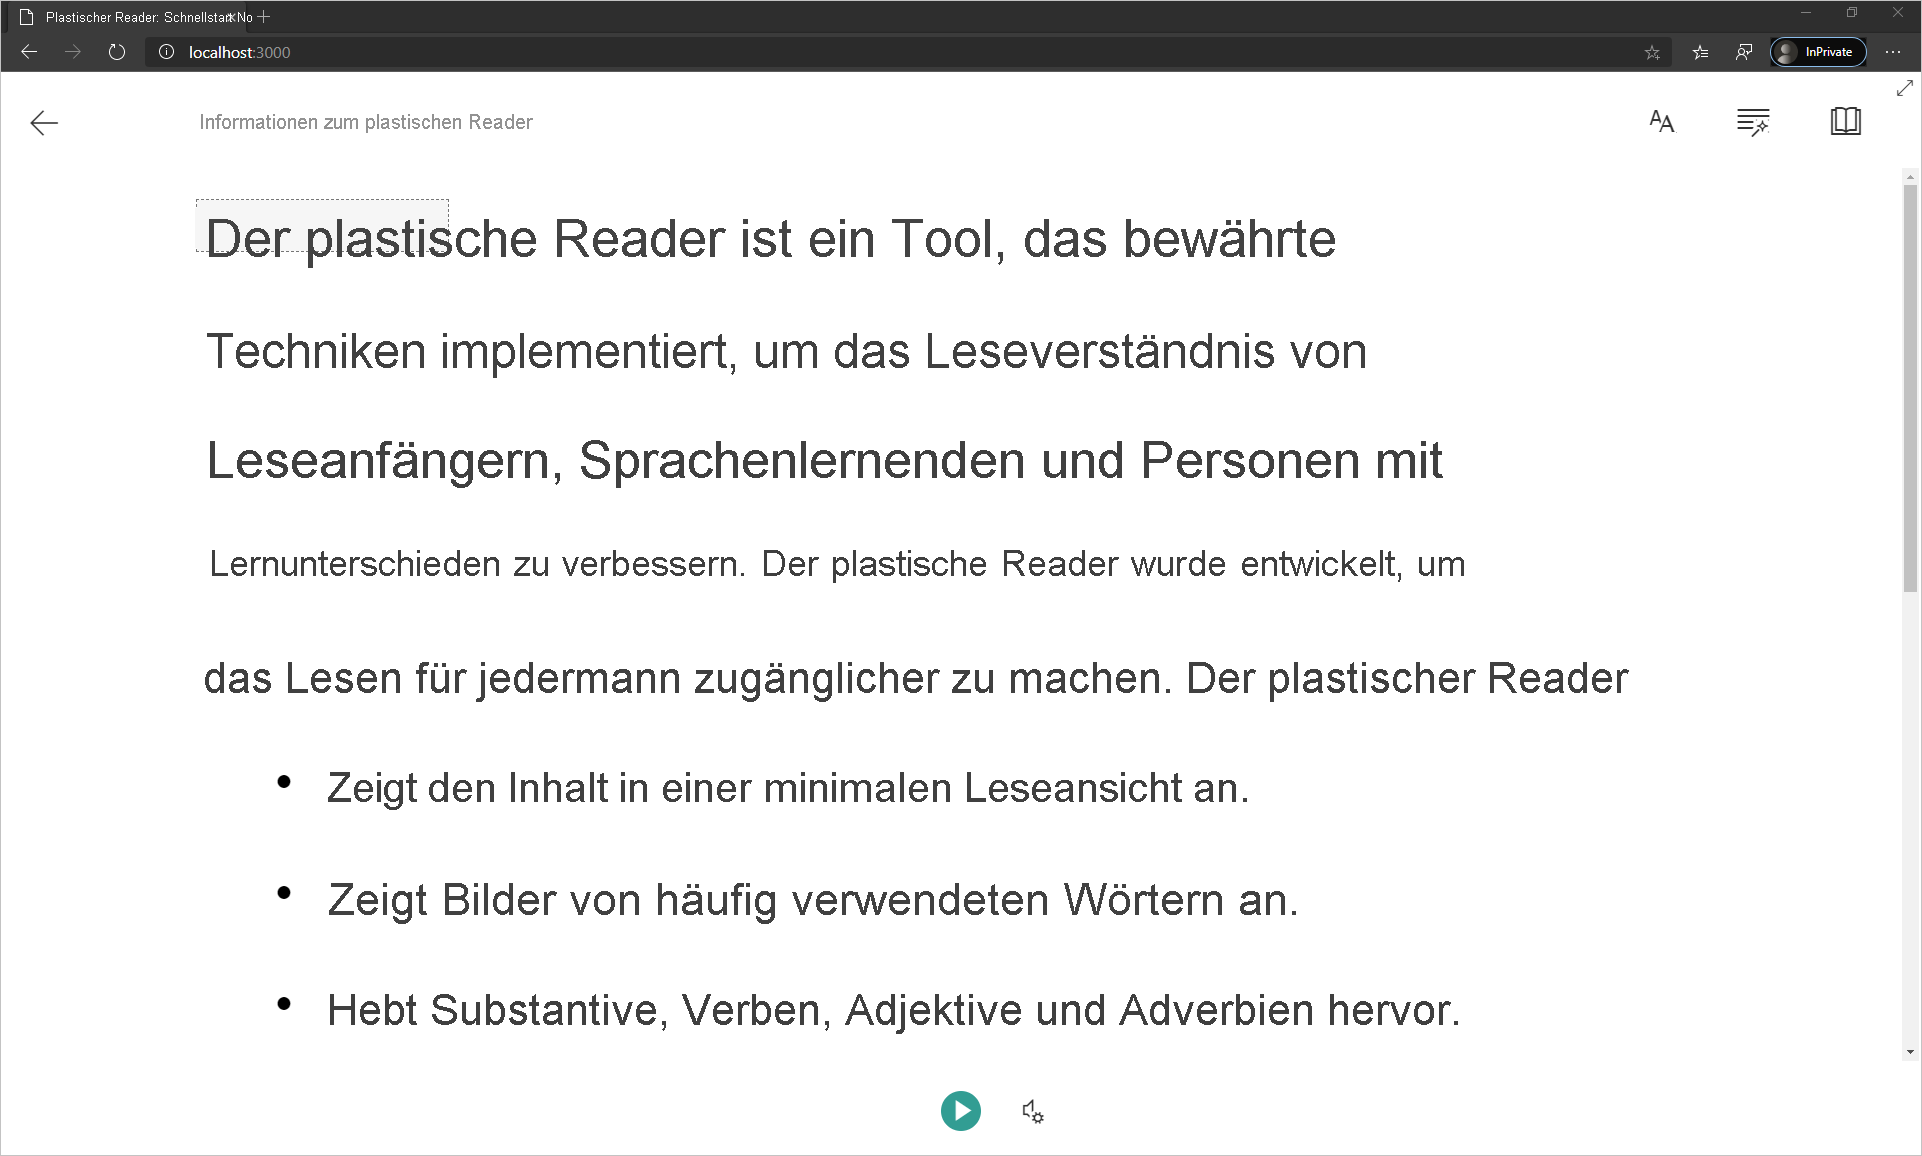 Plastischer Reader: Schnellstart No
localhost:3000
InPrivate
Informationen zum plastischen Reader
AA
Der plastische Reader ist ein Tool, das bewährte
Techniken implementiert, um das Leseverständnis von
Leseanfängern, Sprachenlernenden und Personen mit
Lernunterschieden zu verbessern. Der plastische Reader wurde entwickelt, um
das Lesen für jedermann zugänglicher zu machen. Der plastischer Reader
• Zeigt den Inhalt in einer minimalen Leseansicht an.
• Zeigt Bilder von häufig verwendeten Wörtern an.
• Hebt Substantive, Verben, Adjektive und Adverbien hervor.